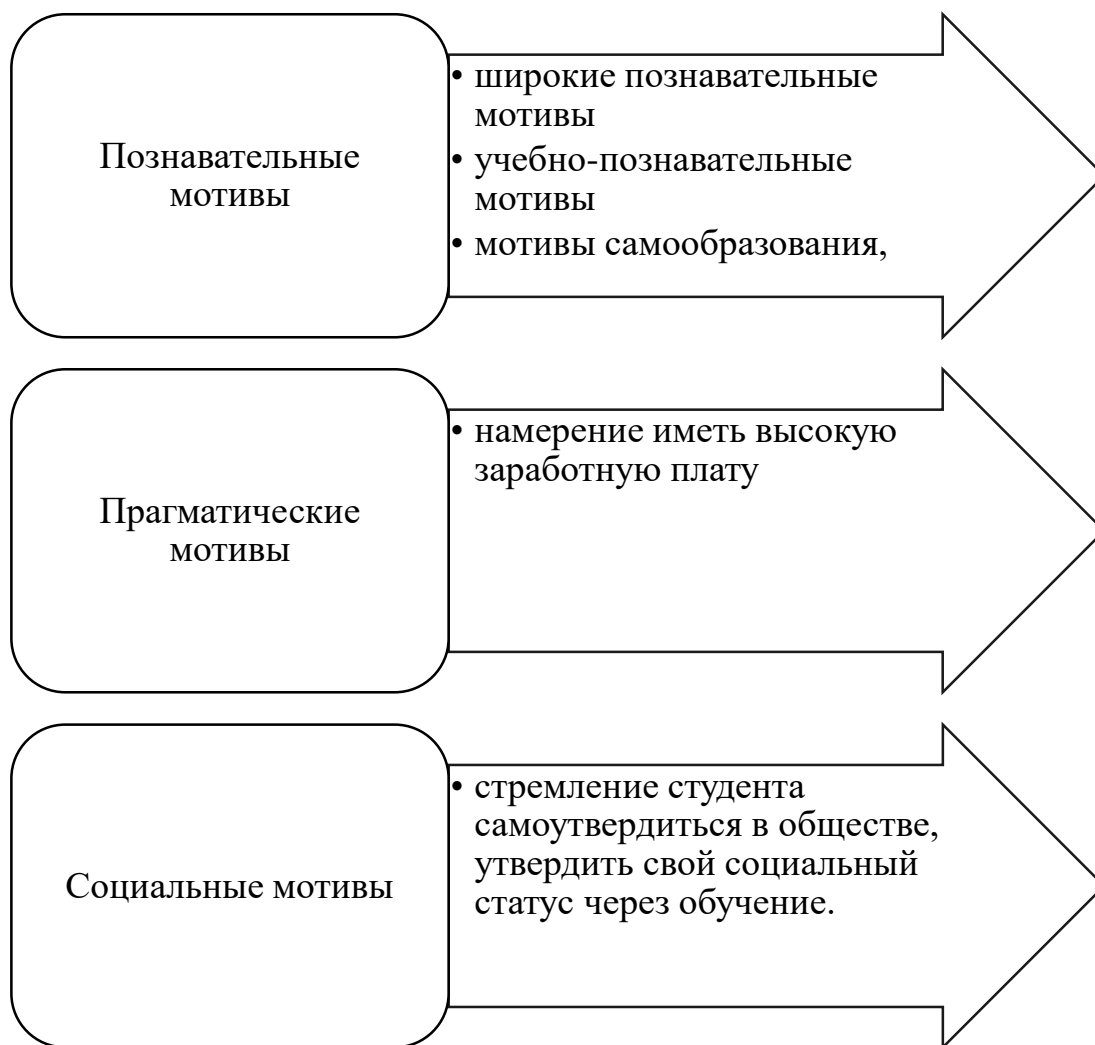 Познавательные
мотивы
• широкие познавательные
мотивы
• учебно-познавательные
мотивы
• мотивы самообразования,
Прагматические
мотивы
• намерение иметь высокую
заработную плату
Социальные мотивы
• стремление студента
самоутвердиться в обществе,
утвердить свой социальный
статус через обучение.